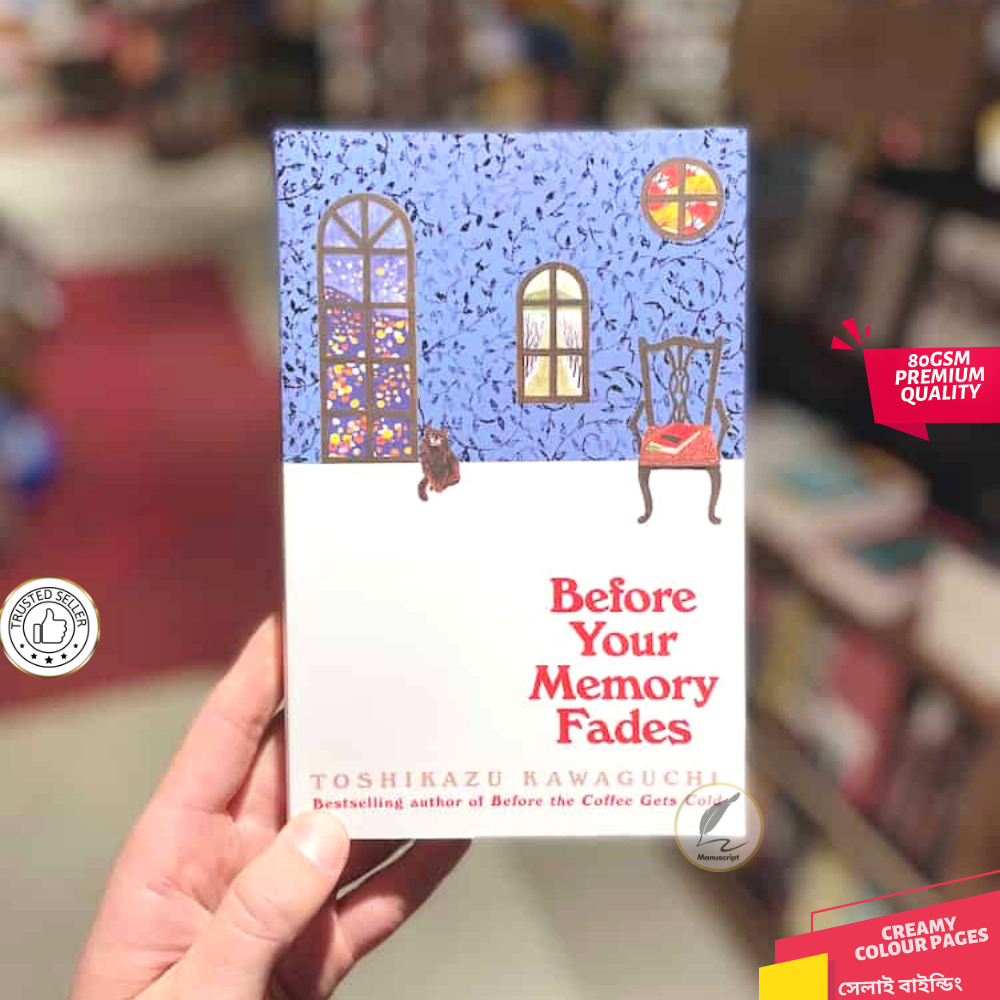 80GSM
PREMIUM
QUALITY
TRUSTED SELLER
Before
Your
Memory
Fades
TOSHIKAZU KAWAGUCHI
Bestselling author of Before the Coffee Gets Cold
Manuscript
CREAMY
COLOUR PAGES
সেলাই বাইন্ডিং